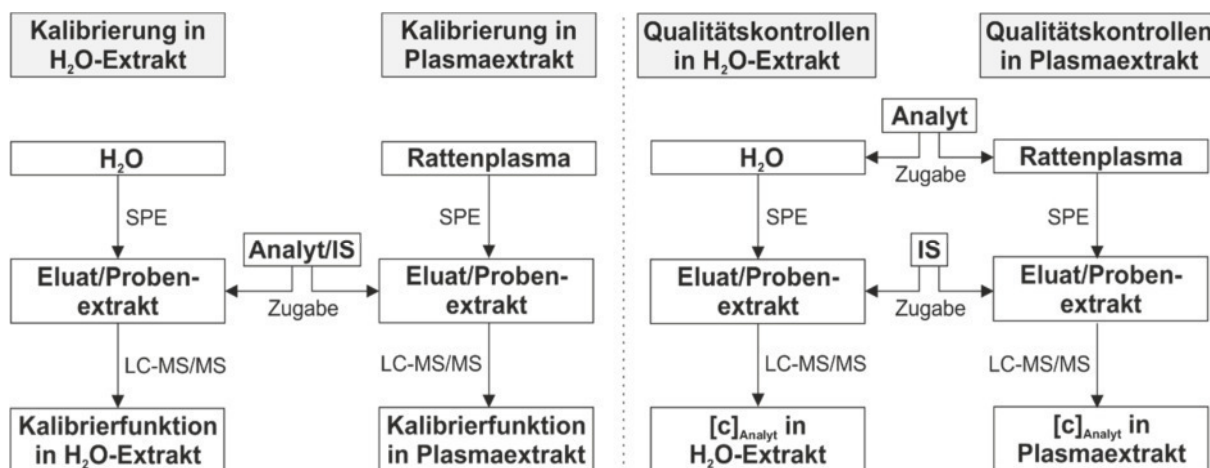 Kalibrierung in
H₂O-Extrakt
Kalibrierung in
Plasmaextrakt
Qualitätskontrollen
in H₂O-Extrakt
Qualitätskontrollen
in Plasmaextrakt
H₂O
Rattenplasma
Analyt
H₂O
Zugabe
Rattenplasma
SPE
SPE
SPE
SPE
Analyt/IS
IS
Eluat/Proben-
extrakt
Zugabe
Eluat/Proben-
extrakt
Eluat/Proben-
extrakt
Zugabe
Eluat/Proben-
extrakt
LC-MS/MS
LC-MS/MS
LC-MS/MS
LC-MS/MS
Kalibrierfunktion
in H₂O-Extrakt
Kalibrierfunktion
in Plasmaextrakt
[c]Analyt in
H₂O-Extrakt
[c]Analyt in
Plasmaextrakt